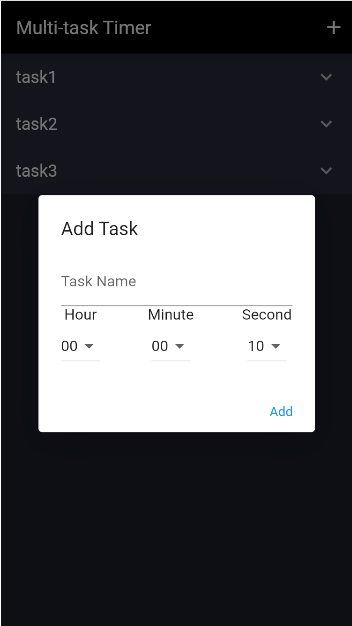 Multi-task Timer +
task1
task2
task3
Add Task
Task Name
Hour Minute Second
00 00 10
Add